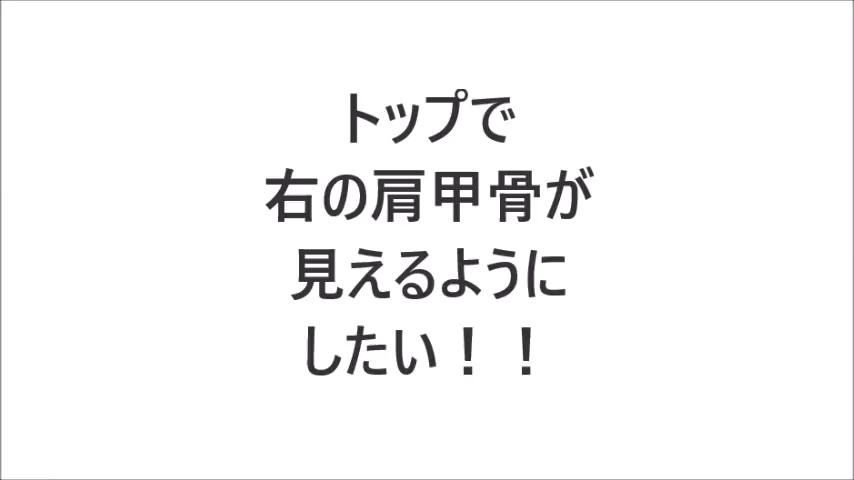 トップで
右の肩甲骨が
見えるように
したい！！